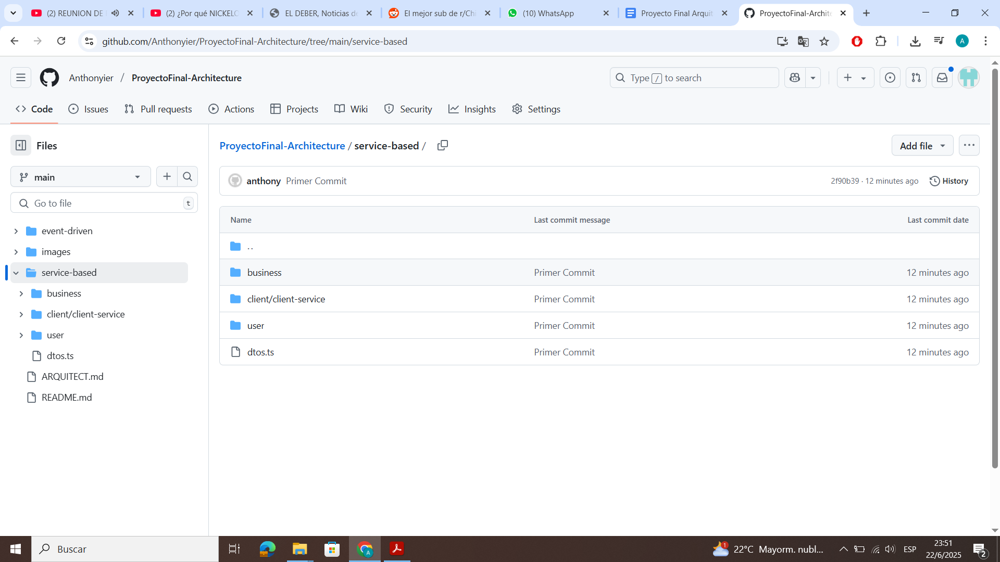 (2) REUNION DE
(2) ¿Por qué NICKELO
EL DEBER, Noticias de
El mejor sub de r/Chi
(10) WhatsApp
Proyecto Final Arquit
ProyectoFinal-Archite
github.com/Anthonyier/ProyectoFinal-Architecture/tree/main/service-based
A
Anthonyier / ProyectoFinal-Architecture
Type / to search
Code
Issues
Pull requests
Actions
Projects
Wiki
Security
Insights
Settings
Files
ProyectoFinal-Architecture / service-based /
Add file
main
anthony Primer Commit
2f90b39 · 12 minutes ago
History
Go to file
t
Name Last commit message Last commit date
event-driven
images
service-based
business
client/client-service
user
dtos.ts
ARQUITECT.md
README.md
..
business Primer Commit 12 minutes ago
client/client-service Primer Commit 12 minutes ago
user Primer Commit 12 minutes ago
dtos.ts Primer Commit 12 minutes ago
Buscar
A
1
22°C Mayorm. nubl...
ESP
23:51
22/6/2025
2